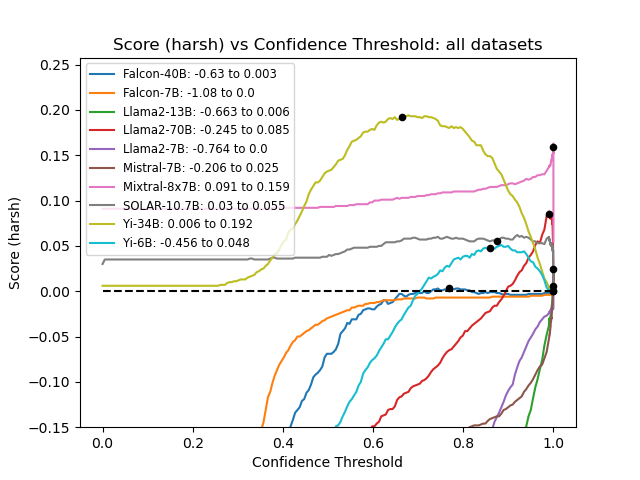 Score (harsh) vs Confidence Threshold: all datasets
Score (harsh)
0.25
0.20
0.15
0.10
0.05
0.00
−0.05
−0.10
−0.15
Falcon-40B: -0.63 to 0.003
Falcon-7B: -1.08 to 0.0
Llama2-13B: -0.663 to 0.006
Llama2-70B: -0.245 to 0.085
Llama2-7B: -0.764 to 0.0
Mistral-7B: -0.206 to 0.025
Mixtral-8x7B: 0.091 to 0.159
SOLAR-10.7B: 0.03 to 0.055
Yi-34B: 0.006 to 0.192
Yi-6B: -0.456 to 0.048
0.0 0.2 0.4 0.6 0.8 1.0
Confidence Threshold